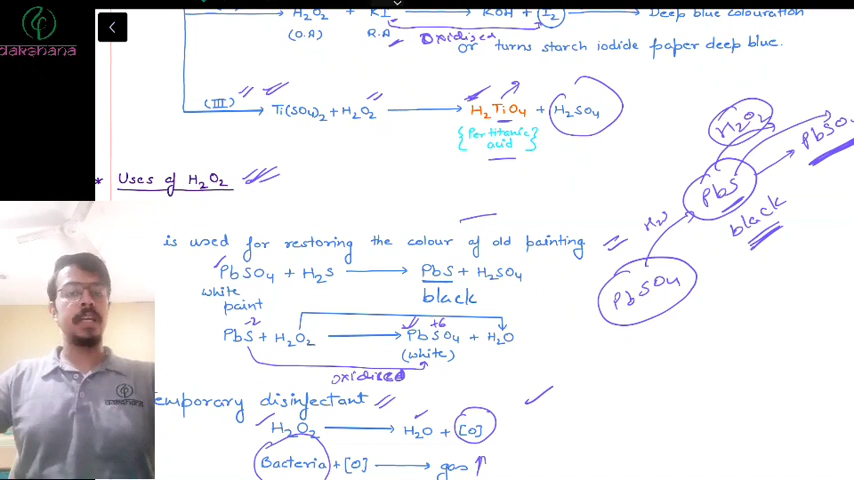 dakshana
H2O2 + KI → KOH + I2 → Deep blue colouration
(O.A) R.A Oxidised or turns starch iodide paper deep blue.
(III) Ti(SO4)2 + H2O2 → H2TiO4 + H2SO4
{Pertitanic acid}
* Uses of H2O2
is used for restoring the colour of old painting
PbSO4 + H2S → PbS + H2SO4
white paint black
PbS + H2O2 → PbSO4 + H2O
-2 +6
(white)
oxidised
emporary disinfectant
H2O2 → H2O + [O]
Bacteria + [O] → gas ↑
H2O2
PbSO4
PbS
black
PbSO4
dakshana